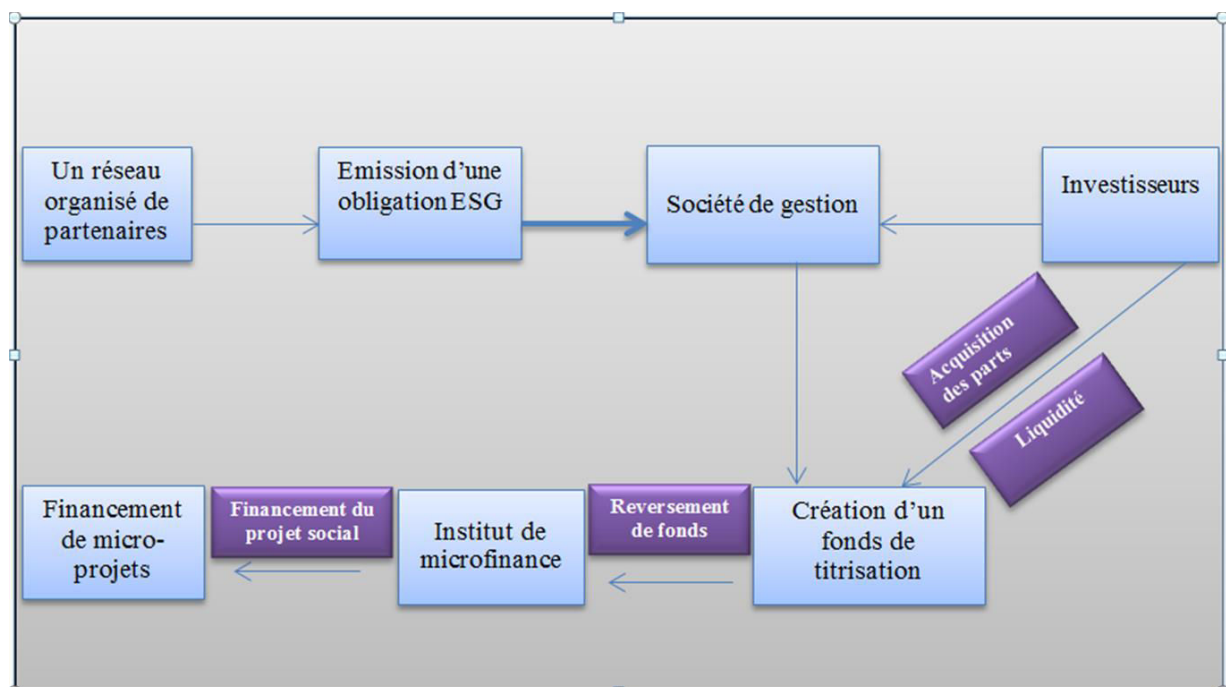 Un réseau
organisé de
partenaires
Emission d’une
obligation ESG
Société de gestion
Investisseurs
Acquisition
des parts
Liquidité
Financement
de micro-
projets
Financement du
projet social
Institut de
microfinance
Reversement
de fonds
Création d’un
fonds de
titrisation